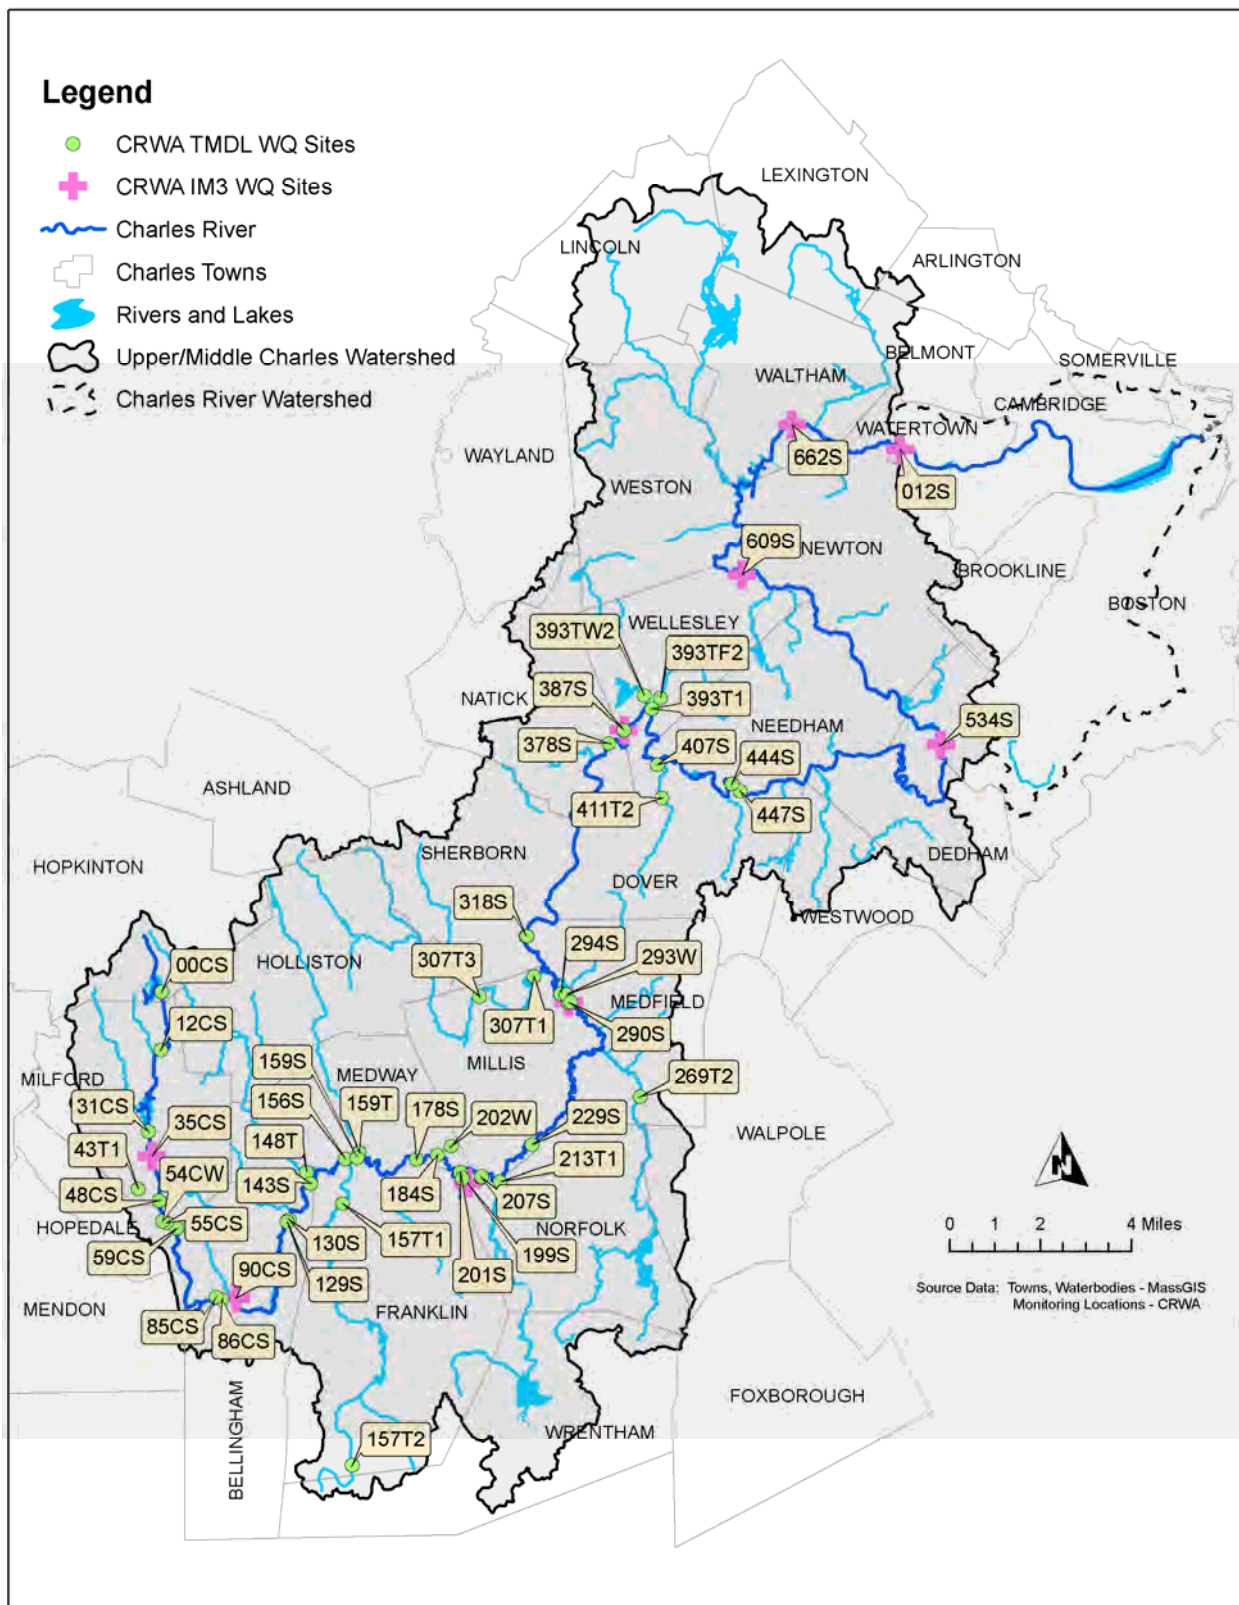 Legend
CRWA TMDL WQ Sites
CRWA IM3 WQ Sites
Charles River
Charles Towns
Rivers and Lakes
Upper/Middle Charles Watershed
Charles River Watershed
LEXINGTON
LINCOLN
ARLINGTON
BELMONT
SOMERVILLE
WALTHAM
CAMBRIDGE
WATERTOWN
WAYLAND
662S
WESTON
012S
609S
NEWTON
BROOKLINE
BOSTON
393TW2
WELLESLEY
393TF2
387S
NATICK
393T1
NEEDHAM
534S
378S
407S
444S
ASHLAND
411T2
447S
SHERBORN
DEDHAM
HOPKINTON
DOVER
WESTWOOD
318S
294S
293W
HOLLISTON
307T3
00CS
MEDFIELD
307T1
290S
12CS
159S
MILLIS
MILFORD
MEDWAY
269T2
156S
159T
178S
202W
229S
31CS
35CS
WALPOLE
43T1
148T
54CW
143S
213T1
48CS
184S
207S
HOPEDALE
55CS
NORFOLK
59CS
130S
157T1
199S
90CS
129S
201S
MENDON
FRANKLIN
85CS
86CS
N
0 1 2 4 Miles
Source Data: Towns, Waterbodies - MassGIS
Monitoring Locations - CRWA
FOXBOROUGH
BELLINGHAM
WRENTHAM
157T2